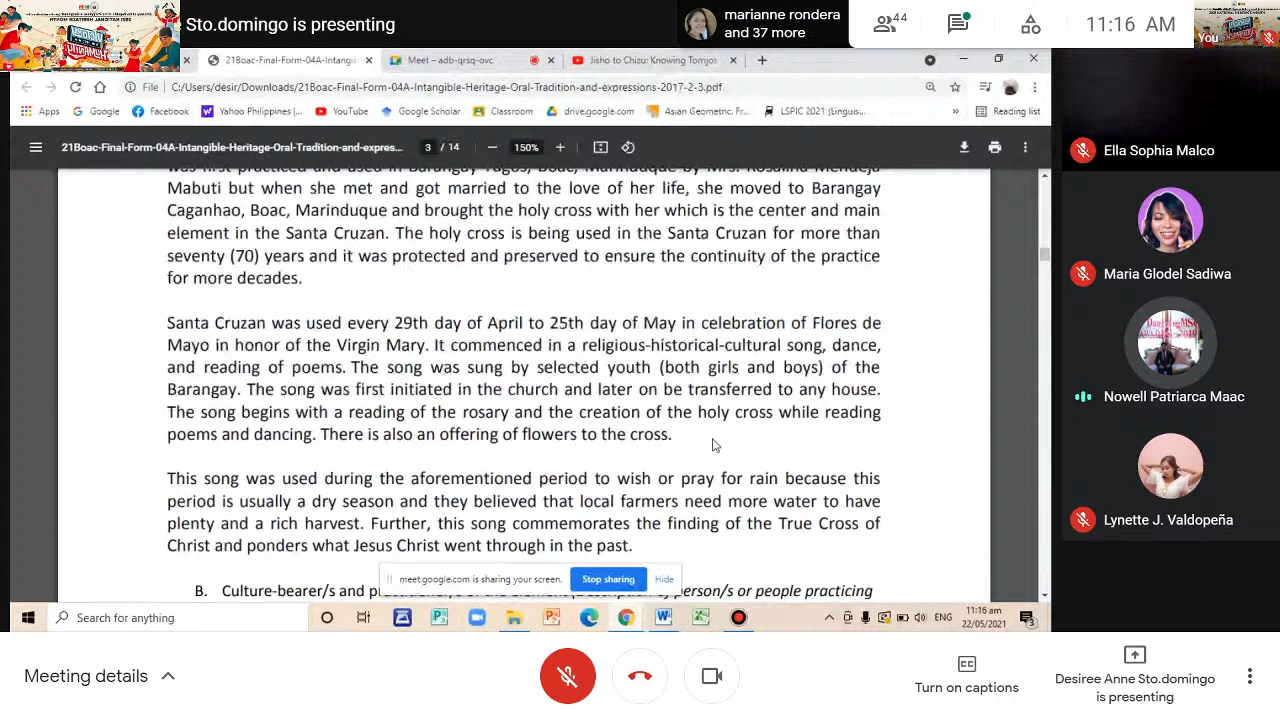 Sto.domingo is presenting
marianne rondera
and 37 more
44
11:16 AM
You
21Boac-Final-Form-04A-Intangi
Meet – adb-qrsq-ovc
Jisho to Chizu: Knowing Tomjos
File
C:/Users/desir/Downloads/21Boac-Final-Form-04A-Intangible-Heritage-Oral-Tradition-and-expressions-2017-2-3.pdf
Apps
Google
Facebook
Yahoo Philippines |...
YouTube
Google Scholar
Classroom
drive.google.com
Asian Geometric. Fr...
LSPIC 2021 (Linguis...
»
Reading list
21Boac-Final-Form-04A-Intangible-Heritage-Oral-Tradition-and-expres...
3 / 14
150%
was first practiced and used in Barangay Boac, Marinduque by Mrs. Rosalina
Mabuti but when she met and got married to the love of her life, she moved to Barangay
Caganhao, Boac, Marinduque and brought the holy cross with her which is the center and main
element in the Santa Cruzan. The holy cross is being used in the Santa Cruzan for more than
seventy (70) years and it was protected and preserved to ensure the continuity of the practice
for more decades.
Santa Cruzan was used every 29th day of April to 25th day of May in celebration of Flores de
Mayo in honor of the Virgin Mary. It commenced in a religious-historical-cultural song, dance,
and reading of poems. The song was sung by selected youth (both girls and boys) of the
Barangay. The song was first initiated in the church and later on be transferred to any house.
The song begins with a reading of the rosary and the creation of the holy cross while reading
poems and dancing. There is also an offering of flowers to the cross.
This song was used during the aforementioned period to wish or pray for rain because this
period is usually a dry season and they believed that local farmers need more water to have
plenty and a rich harvest. Further, this song commemorates the finding of the True Cross of
Christ and ponders what Jesus Christ went through in the past.
B. Culture-bearer/s and of the element person/s or people practicing
meet.google.com is sharing your screen.
Stop sharing
Hide
Search for anything
ENG
11:16 am
22/05/2021
3
Ella Sophia Malco
Maria Glodel Sadiwa
Nowell Patriarca Maac
Lynette J. Valdopeña
Meeting details
Turn on captions
Desiree Anne Sto.domingo
is presenting